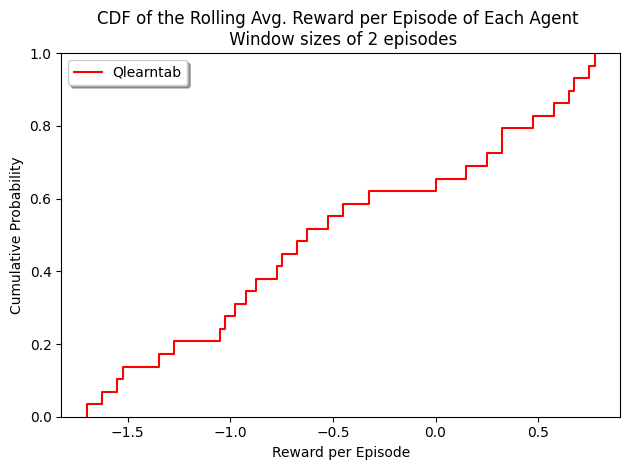 CDF of the Rolling Avg. Reward per Episode of Each Agent
Window sizes of 2 episodes
Qlearntab
1.0
0.8
0.6
0.4
0.2
0.0
Cumulative Probability
−1.5 −1.0 −0.5 0.0 0.5
Reward per Episode